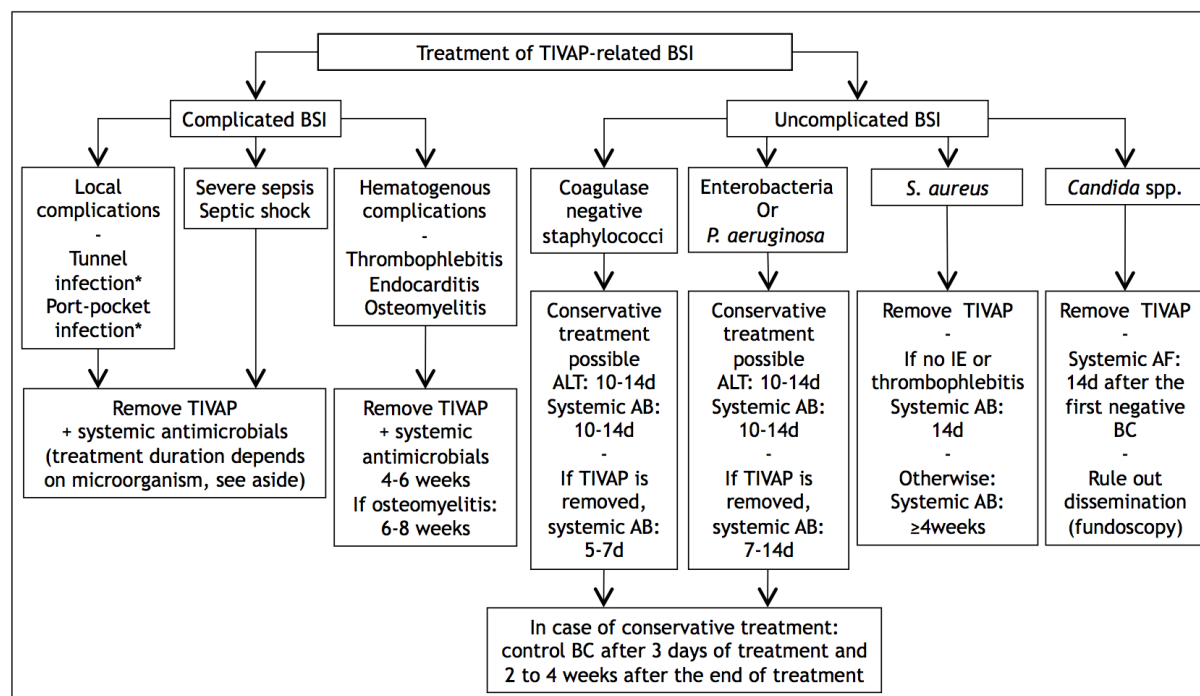 Treatment of TIVAP-related BSI
Complicated BSI
Uncomplicated BSI
Local
complications
-
Tunnel
infection*
Port-pocket
infection*
Severe sepsis
Septic shock
Hematogenous
complications
-
Thrombophlebitis
Endocarditis
Osteomyelitis
Coagulase
negative
staphylococci
Enterobacteria
Or
P. aeruginosa
S. aureus
Candida spp.
Remove TIVAP
+ systemic antimicrobials
(treatment duration depends
on microorganism, see aside)
Remove TIVAP
+ systemic
antimicrobials
4-6 weeks
If osteomyelitis:
6-8 weeks
Conservative
treatment
possible
ALT: 10-14d
Systemic AB:
10-14d
-
If TIVAP is
removed,
systemic AB:
5-7d
Conservative
treatment
possible
ALT: 10-14d
Systemic AB:
10-14d
-
If TIVAP is
removed,
systemic AB:
7-14d
Remove TIVAP
-
If no IE or
thrombophlebitis
Systemic AB:
14d
-
Otherwise:
Systemic AB:
≥4weeks
Remove TIVAP
-
Systemic AF:
14d after the
first negative
BC
-
Rule out
dissemination
(fundoscopy)
In case of conservative treatment:
control BC after 3 days of treatment and
2 to 4 weeks after the end of treatment